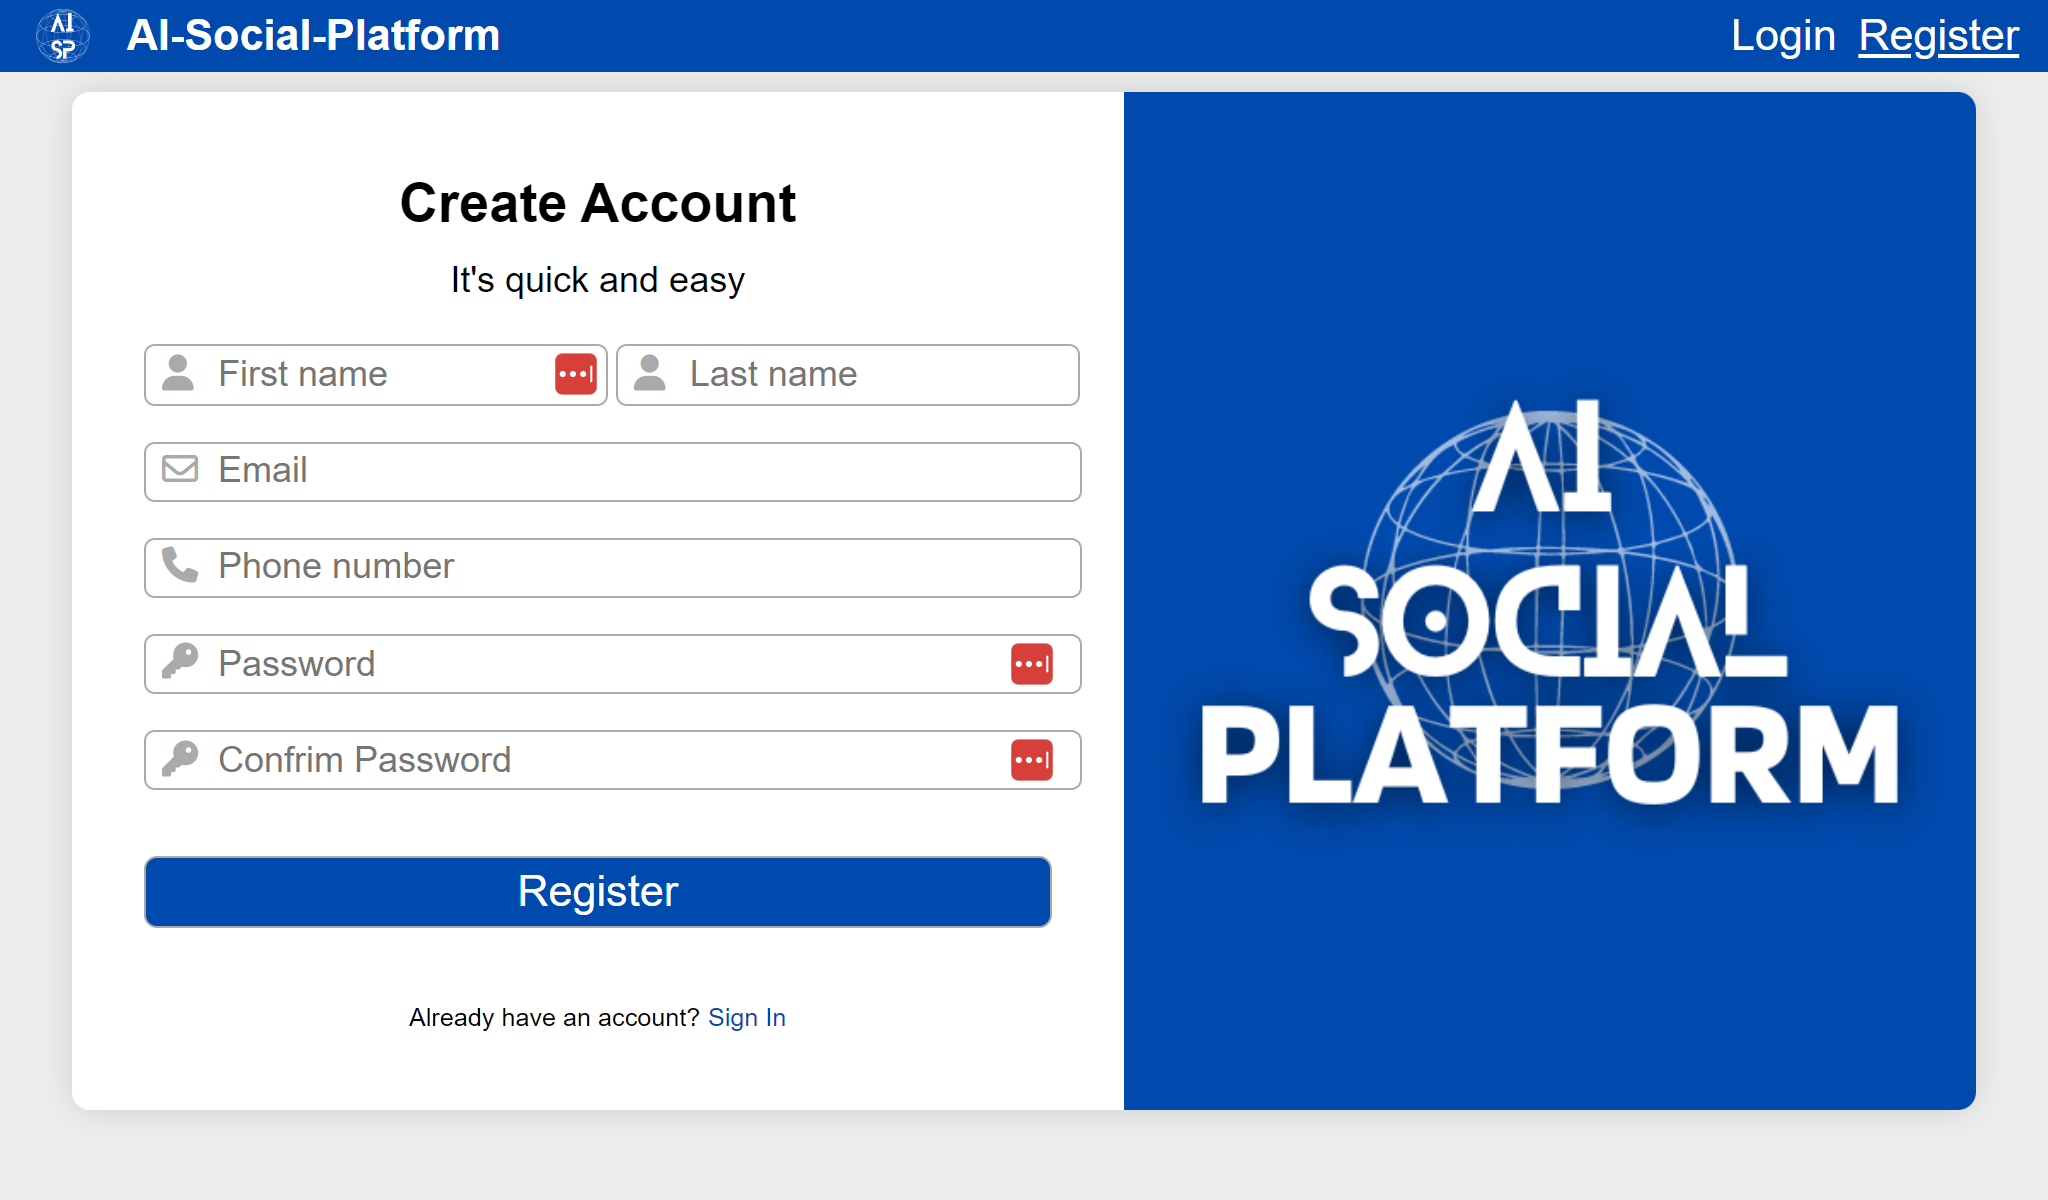 AI SP
AI-Social-Platform
Login Register
Create Account
It's quick and easy
First name Last name
Email
Phone number
Password
Confrim Password
Register
Already have an account? Sign In
AI
SOCIAL
PLATFORM